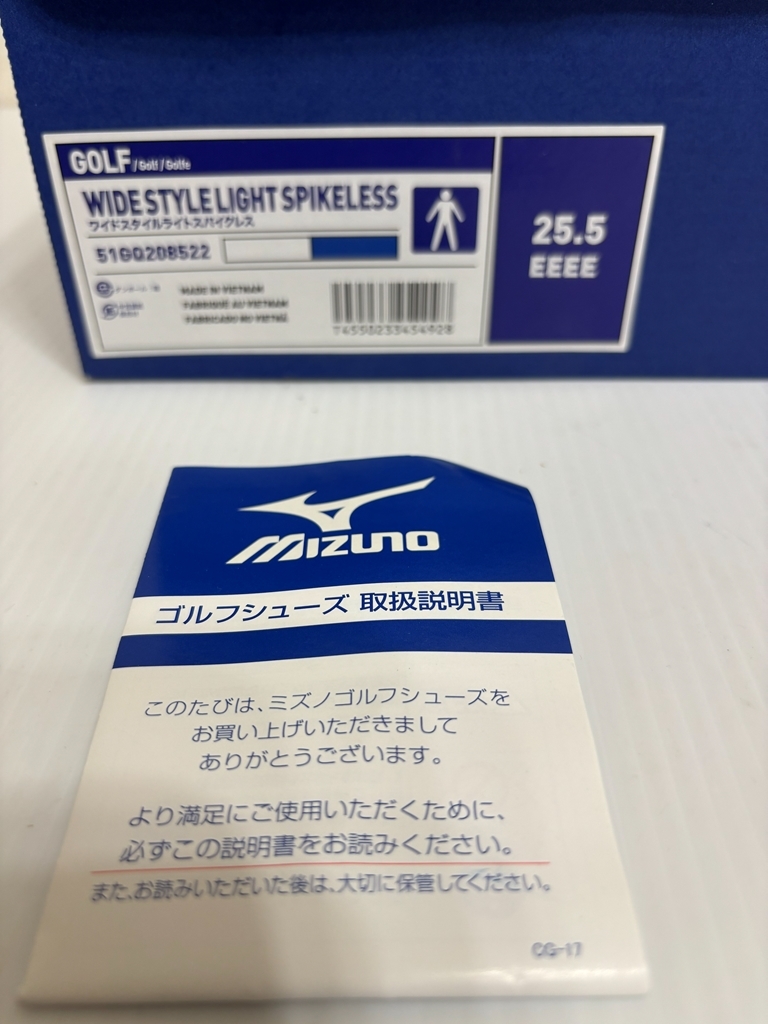 GOLF / Golf / Golfe
WIDE STYLE LIGHT SPIKELESS
ワイドスタイルライトスパイクレス
51GQ208522
25.5
EEEE
MADE IN VIETNAM
FABRIQUÉ AU VIETNAM
MIZUNO
ゴルフシューズ 取扱説明書
このたびは、ミズノゴルフシューズを
お買い上げいただきまして
ありがとうございます。
より満足にご使用いただくために、
必ずこの説明書をお読みください。
また、お読みいただいた後は、大切に保管してください。
CG-17